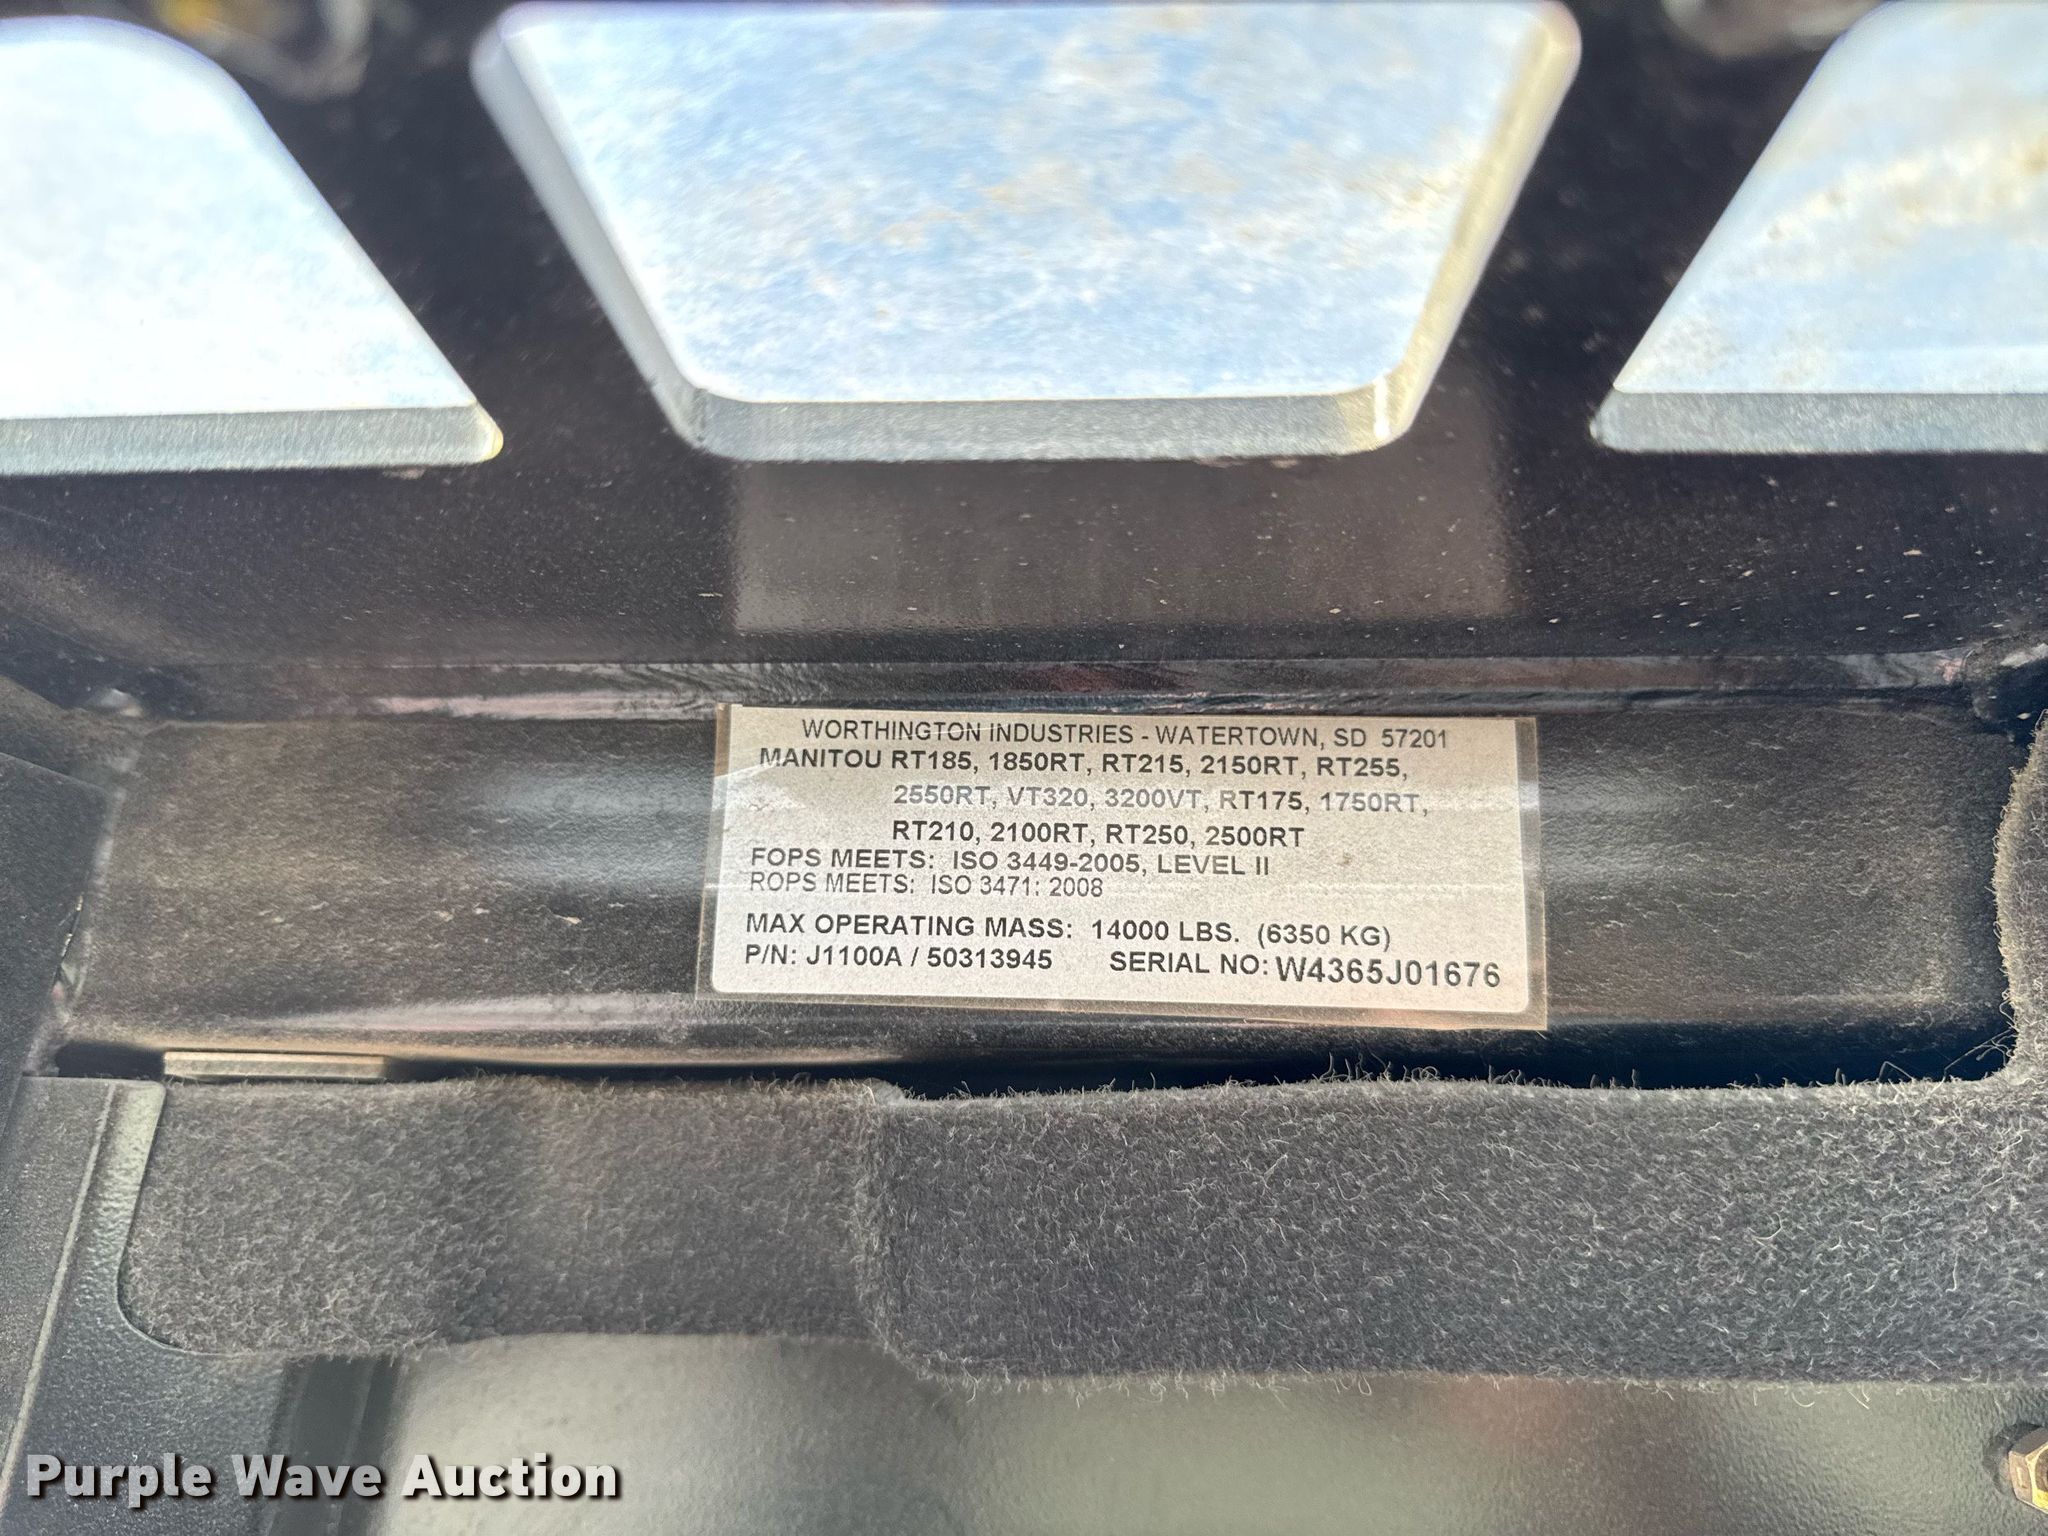 WORTHINGTON INDUSTRIES - WATERTOWN, SD 57201
MANITOU RT185, 1850RT, RT215, 2150RT, RT255,
2550RT, VT320, 3200VT, RT175, 1750RT,
RT210, 2100RT, RT250, 2500RT
FOPS MEETS: ISO 3449-2005, LEVEL II
ROPS MEETS: ISO 3471: 2008
MAX OPERATING MASS: 14000 LBS. (6350 KG)
P/N: J1100A / 50313945 SERIAL NO: W4365J01676
Purple Wave Auction